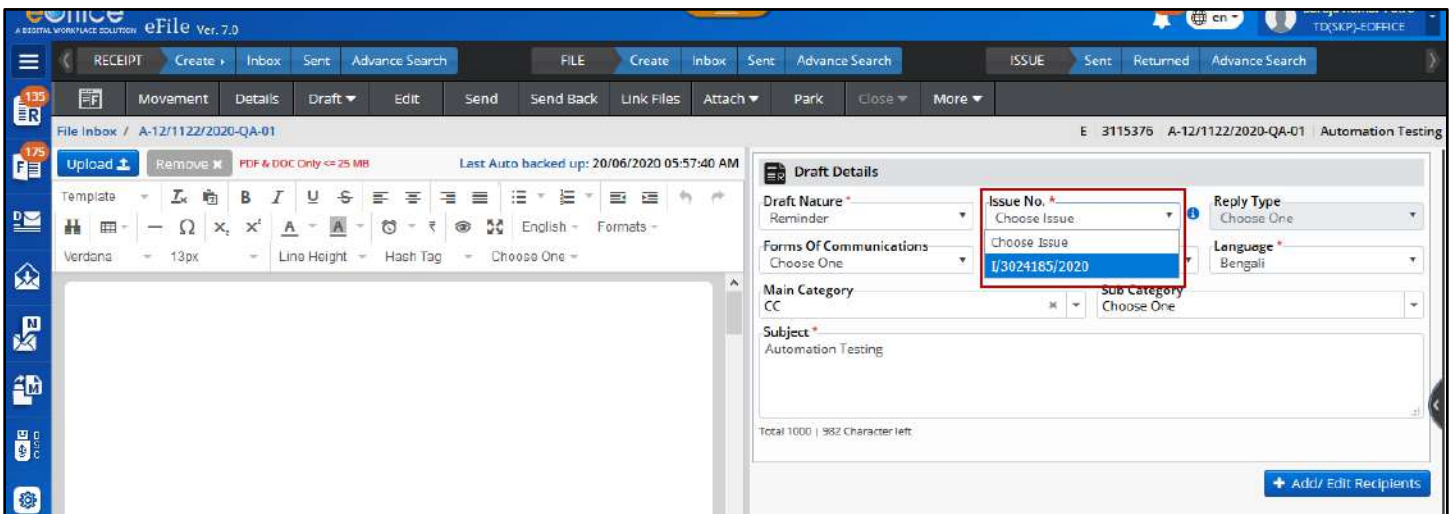 eOffice
A DIGITAL WORKPLACE SOLUTION eFile Ver. 7.0
en
TD(SKP)-EOFFICE
RECEIPT Create Inbox Sent Advance Search FILE Create Inbox Sent Advance Search ISSUE Sent Returned Advance Search
Movement Details Draft Edit Send Send Back Link Files Attach Park Close More
135
R
File Inbox / A-12/1122/2020-QA-01
E 3115376 A-12/1122/2020-QA-01 Automation Testing
175
F
Upload Remove PDF & DOC Only <= 25 MB Last Auto backed up: 20/06/2020 05:57:40 AM
Template B I U S
English Formats
Verdana 13px Line Height Hash Tag Choose One
Draft Details
Draft Nature *
Reminder
Issue No. *
Choose Issue
Reply Type
Choose One
Choose Issue
I/3024185/2020
Forms Of Communications
Choose One
Language *
Bengali
Main Category
CC
Sub Category
Choose One
Subject *
Automation Testing
Total 1000 | 982 Character left
+ Add/ Edit Recipients
D
N
M
DSC